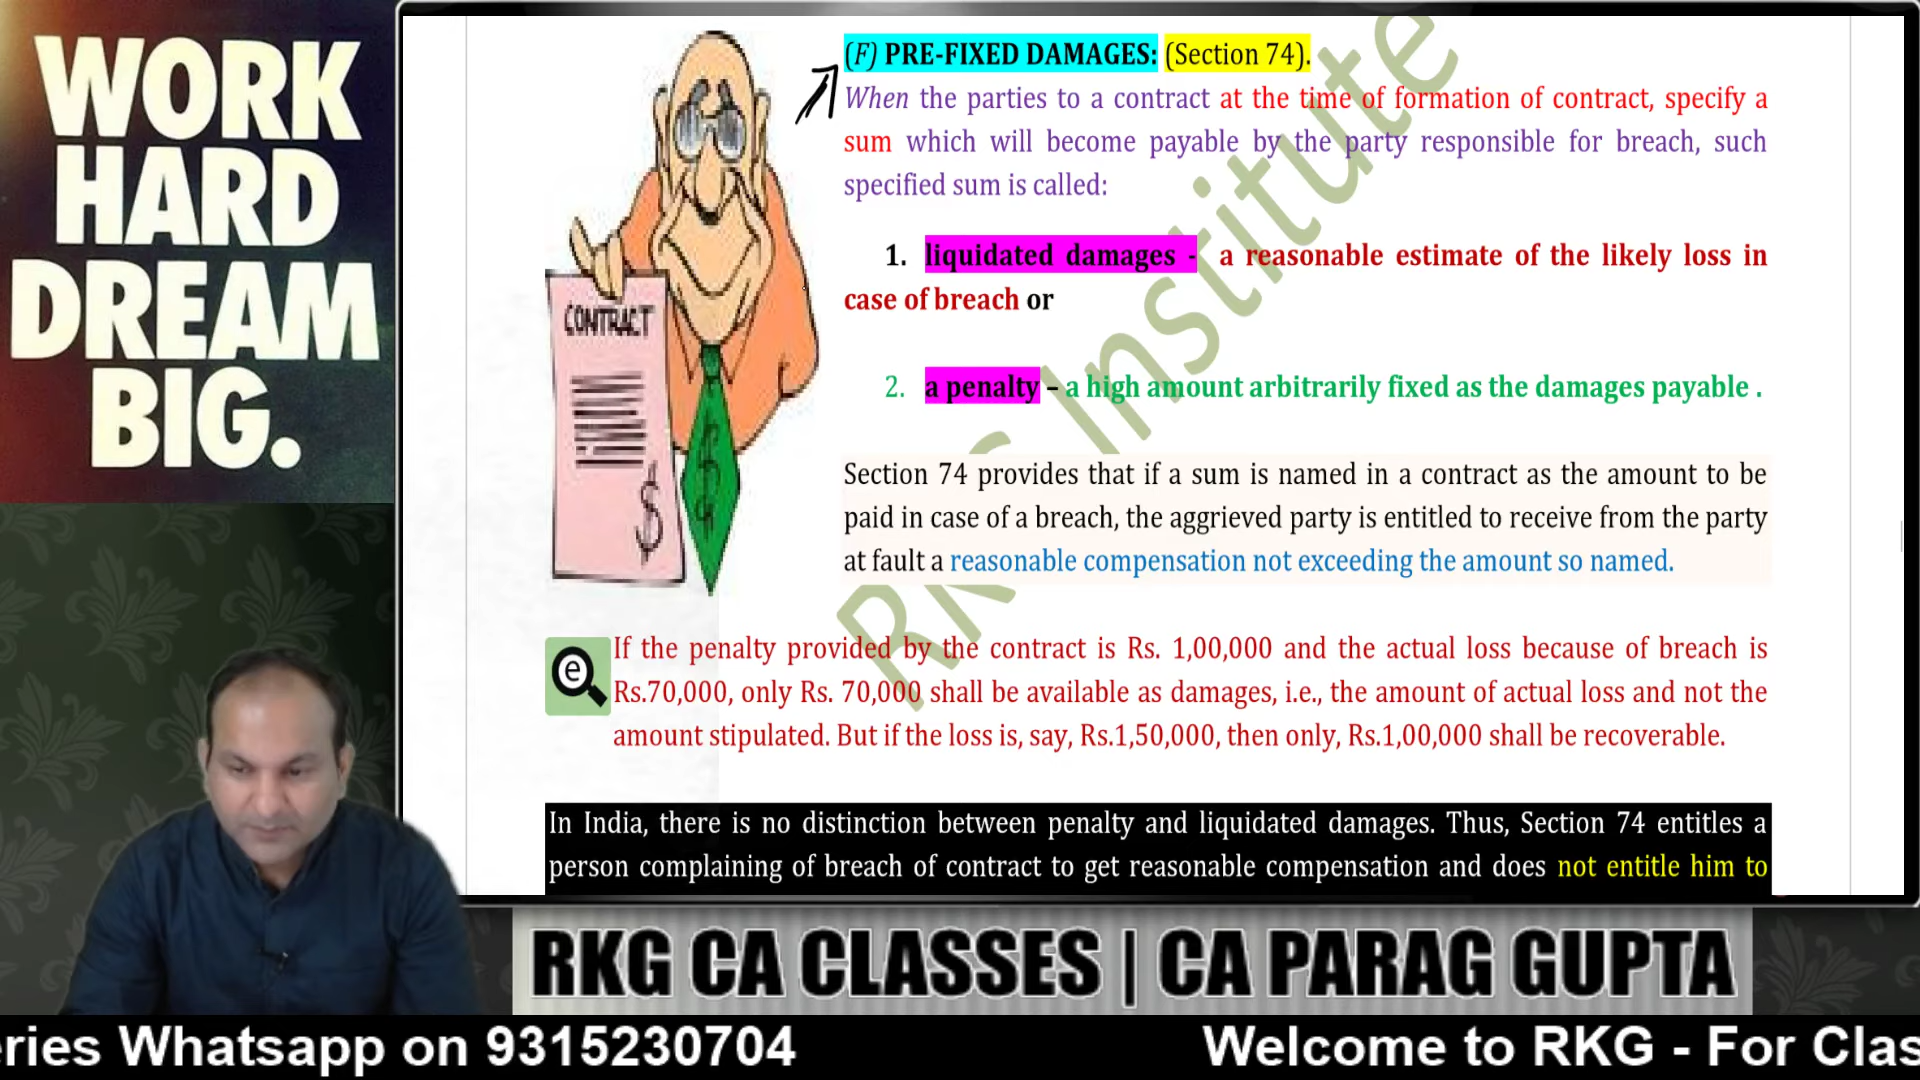 WORK
HARD
DREAM
BIG.
(F) PRE-FIXED DAMAGES: (Section 74).
When the parties to a contract at the time of formation of contract, specify a
sum which will become payable by the party responsible for breach, such
specified sum is called:
1. liquidated damages - a reasonable estimate of the likely loss in
case of breach or
2. a penalty – a high amount arbitrarily fixed as the damages payable .
CONTRACT
$
Section 74 provides that if a sum is named in a contract as the amount to be
paid in case of a breach, the aggrieved party is entitled to receive from the party
at fault a reasonable compensation not exceeding the amount so named.
RKG Institute
e
If the penalty provided by the contract is Rs. 1,00,000 and the actual loss because of breach is
Rs.70,000, only Rs. 70,000 shall be available as damages, i.e., the amount of actual loss and not the
amount stipulated. But if the loss is, say, Rs.1,50,000, then only, Rs.1,00,000 shall be recoverable.
In India, there is no distinction between penalty and liquidated damages. Thus, Section 74 entitles a
person complaining of breach of contract to get reasonable compensation and does not entitle him to
RKG CA CLASSES | CA PARAG GUPTA
eries Whatsapp on 9315230704 Welcome to RKG - For Clas